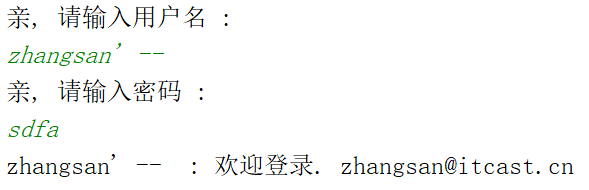 亲, 请输入用户名 :
zhangsan' --
亲, 请输入密码 :
sdfa
zhangsan' --  : 欢迎登录. zhangsan@itcast.cn